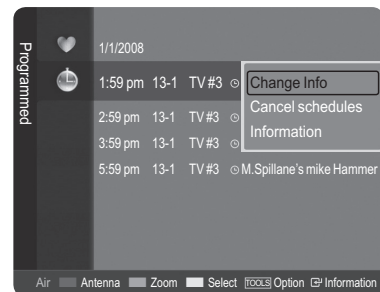 Programmed
1/1/2008
1:59 pm 13-1 TV #3
Change Info
Cancel schedules
Information
2:59 pm 13-1 TV #3
3:59 pm 13-1 TV #3
5:59 pm 13-1 TV #3 M.Spillane's mike Hammer
Air Antenna Zoom Select TOOLS Option Information